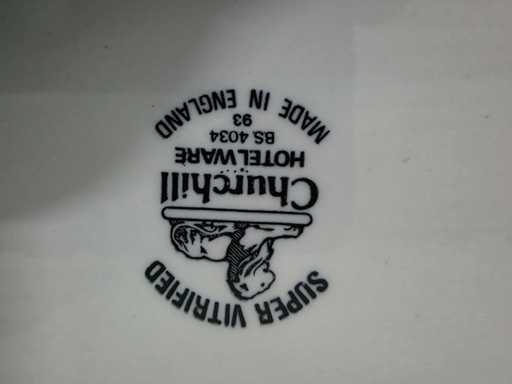 SUPER VITRIFIED
Churchill
HOTELWARE
BS.4034
93
MADE IN ENGLAND